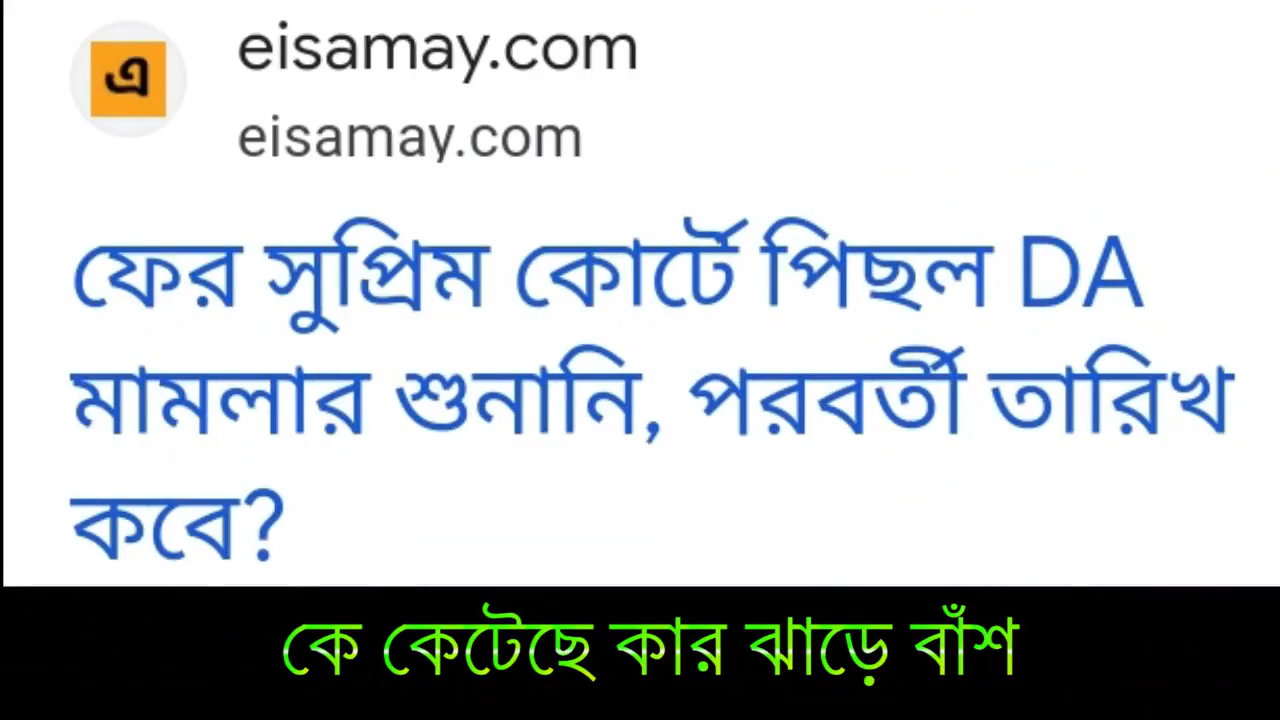 এ
eisamay.com
eisamay.com
ফের সুপ্রিম কোর্টে পিছল DA
মামলার শুনানি, পরবর্তী তারিখ
কবে?
কে কেটেছে কার ঝাড়ে বাঁশ